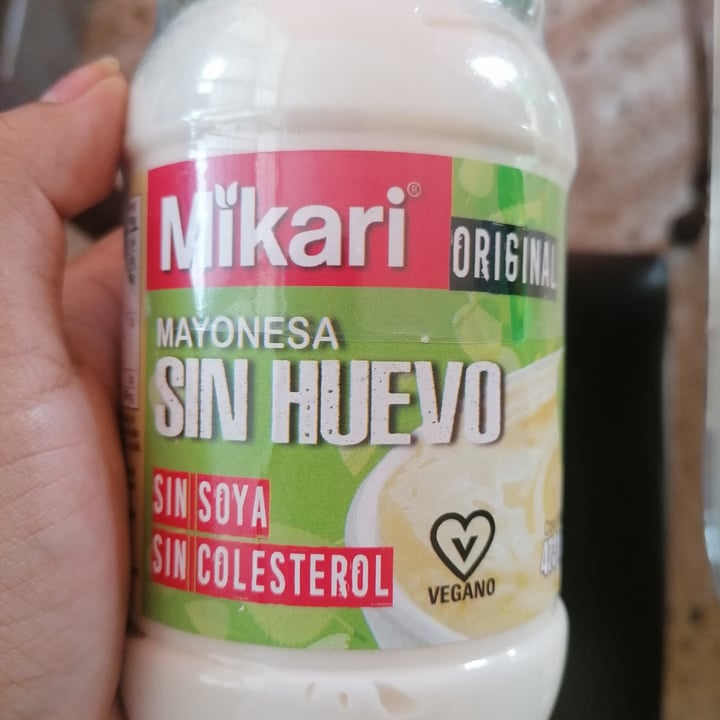 Mikari®
ORIGINAL
MAYONESA
SIN HUEVO
SIN SOYA
SIN COLESTEROL
VEGANO